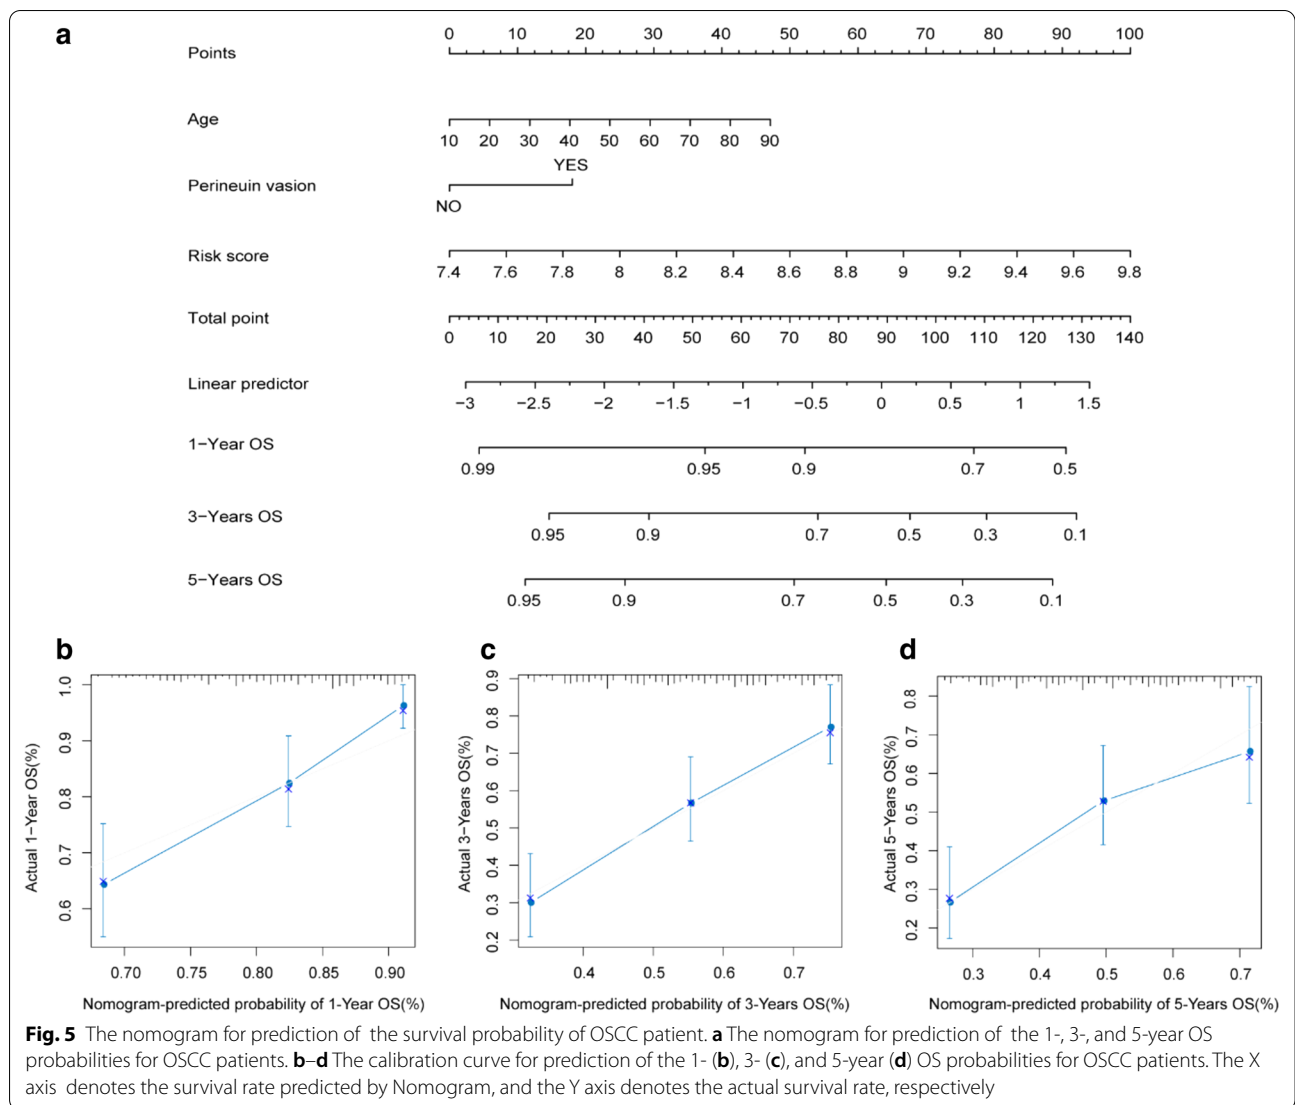 a
0 10 20 30 40 50 60 70 80 90 100
Points
Age
10 20 30 40 50 60 70 80 90
YES
Perineuin vasion
NO
Risk score
7.4 7.6 7.8 8 8.2 8.4 8.6 8.8 9 9.2 9.4 9.6 9.8
Total point
0 10 20 30 40 50 60 70 80 90 100 110 120 130 140
Linear predictor
−3 −2.5 −2 −1.5 −1 −0.5 0 0.5 1 1.5
1−Year OS
0.99 0.95 0.9 0.7 0.5
3−Years OS
0.95 0.9 0.7 0.5 0.3 0.1
5−Years OS
0.95 0.9 0.7 0.5 0.3 0.1
b
Actual 1−Year OS(%)
1.0
0.9
0.8
0.7
0.6
0.70 0.75 0.80 0.85 0.90
Nomogram-predicted probability of 1-Year OS(%)
c
Actual 3−Years OS(%)
0.9
0.8
0.7
0.6
0.5
0.4
0.3
0.2
0.4 0.5 0.6 0.7
Nomogram-predicted probability of 3-Years OS(%)
d
Actual 5−Years OS(%)
0.8
0.7
0.6
0.5
0.4
0.3
0.2
0.3 0.4 0.5 0.6 0.7
Nomogram-predicted probability of 5-Years OS(%)
Fig. 5 The nomogram for prediction of the survival probability of OSCC patient. a The nomogram for prediction of the 1-, 3-, and 5-year OS
probabilities for OSCC patients. b–d The calibration curve for prediction of the 1- (b), 3- (c), and 5-year (d) OS probabilities for OSCC patients. The X
axis denotes the survival rate predicted by Nomogram, and the Y axis denotes the actual survival rate, respectively